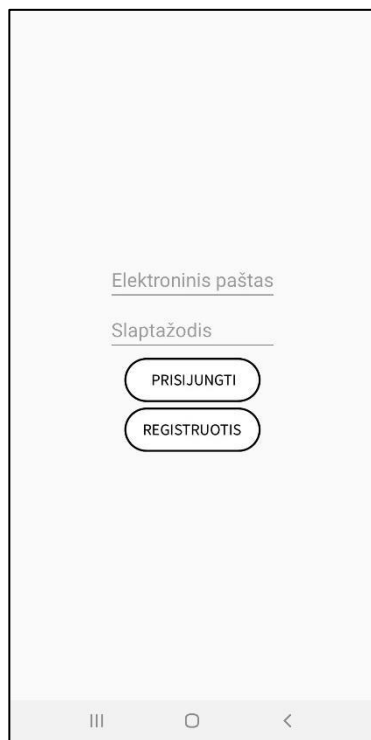 Elektroninis paštas
Slaptažodis
PRISIJUNGTI
REGISTRUOTIS